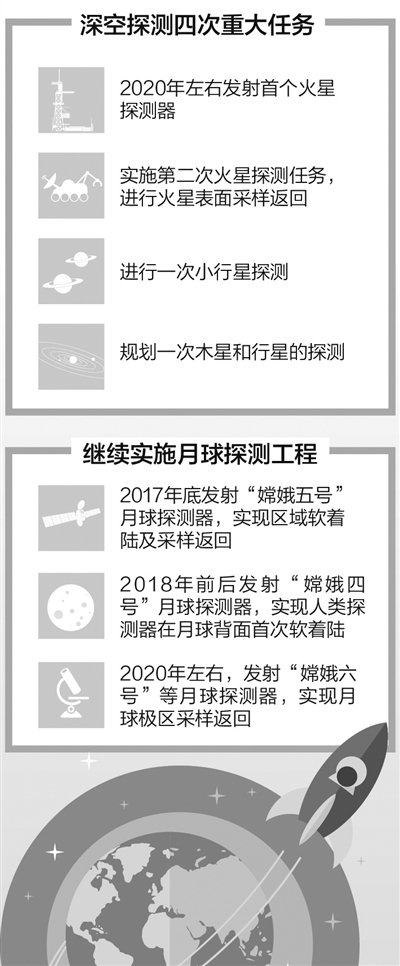 深空探测四次重大任务
2020年左右发射首个火星
探测器
实施第二次火星探测任务，
进行火星表面采样返回
进行一次小行星探测
规划一次木星和行星的探测
继续实施月球探测工程
2017年底发射“嫦娥五号”
月球探测器，实现区域软着
陆及采样返回
2018年前后发射“嫦娥四
号”月球探测器，实现人类探
测器在月球背面首次软着陆
2020年左右，发射“嫦娥六
号”等月球探测器，实现月
球极区采样返回